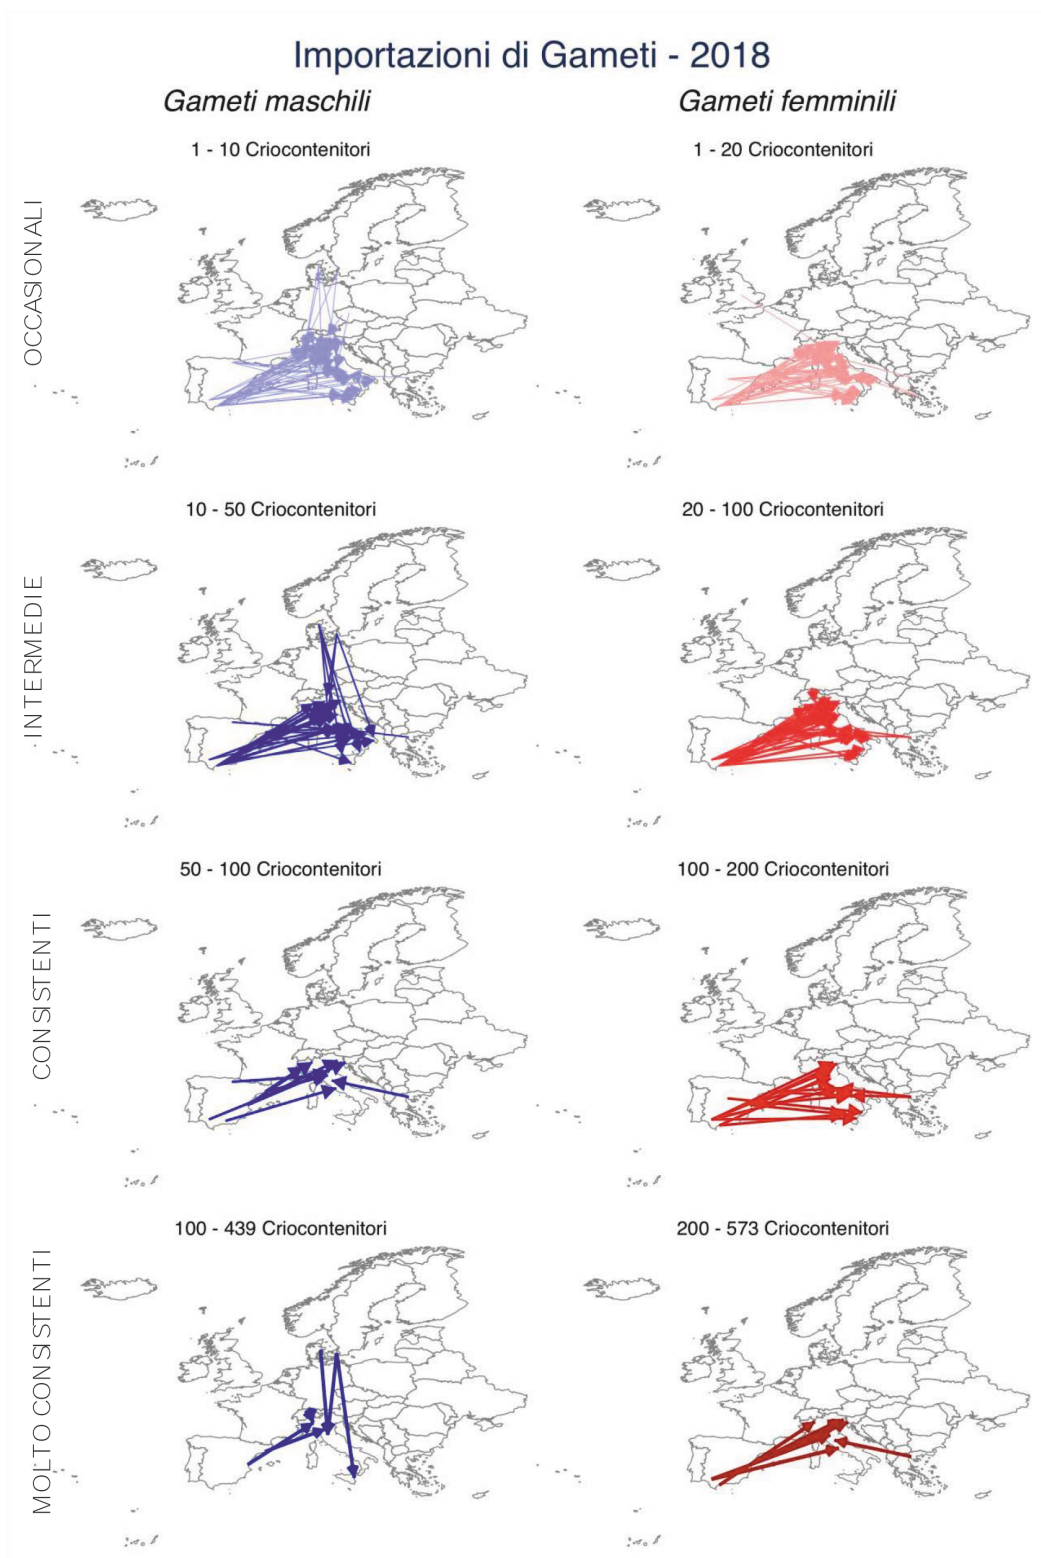 Importazioni di Gameti - 2018
Gameti maschili
Gameti femminili
OCCASIONALI
1 - 10 Criocontenitori
1 - 20 Criocontenitori
INTERMEDIE
10 - 50 Criocontenitori
20 - 100 Criocontenitori
CONSISTENTI
50 - 100 Criocontenitori
100 - 200 Criocontenitori
MOLTO CONSISTENTI
100 - 439 Criocontenitori
200 - 573 Criocontenitori